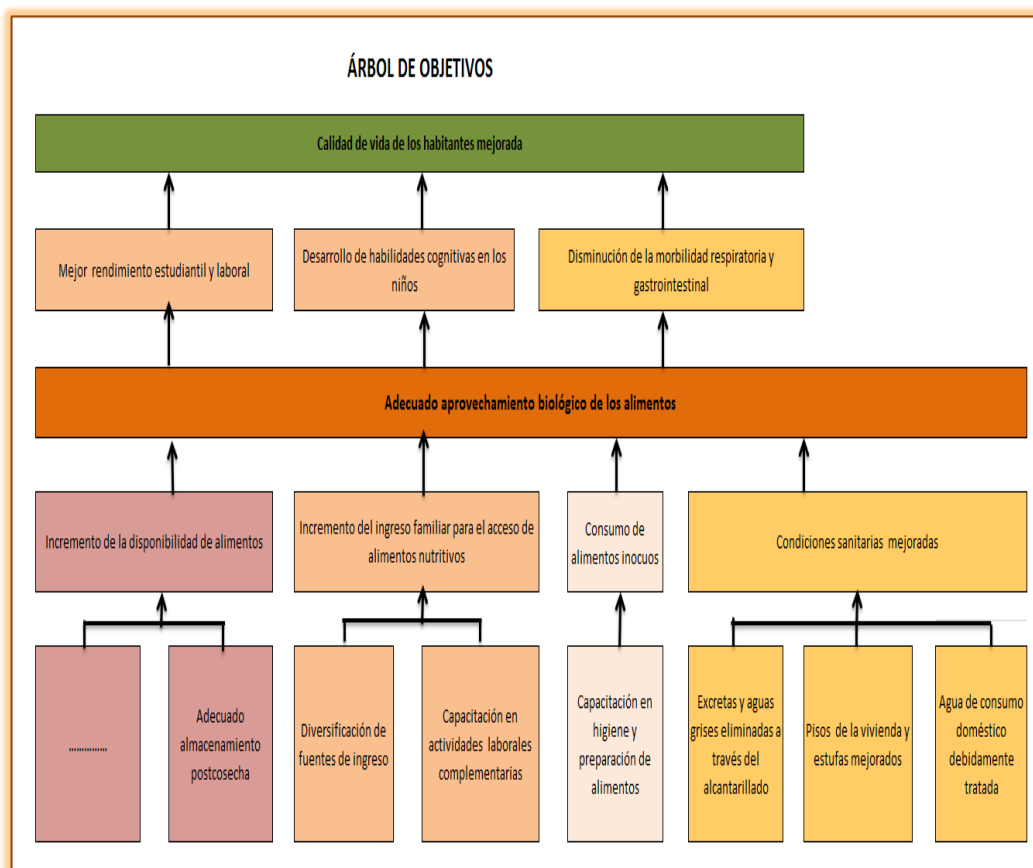 ÁRBOL DE OBJETIVOS
Calidad de vida de los habitantes mejorada
Mejor rendimiento estudiantil y laboral
Desarrollo de habilidades cognitivas en los
niños
Disminución de la morbilidad respiratoria y
gastrointestinal
Adecuado aprovechamiento biológico de los alimentos
Incremento de la disponibilidad de alimentos
Incremento del ingreso familiar para el acceso de
alimentos nutritivos
Consumo de
alimentos inocuos
Condiciones sanitarias mejoradas
..............
Adecuado
almacenamiento
postcosecha
Diversificación de
fuentes de ingreso
Capacitación en
actividades laborales
complementarias
Capacitación en
higiene y
preparación de
alimentos
Excretas y aguas
grises eliminadas a
través del
alcantarillado
Pisos de la vivienda y
estufas mejorados
Agua de consumo
doméstico
debidamente
tratada